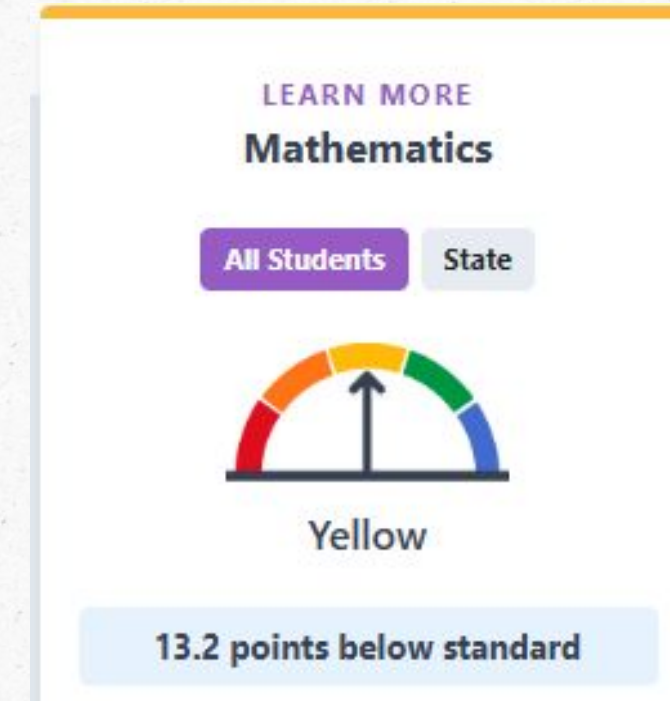 LEARN MORE
Mathematics
All Students State
Yellow
13.2 points below standard